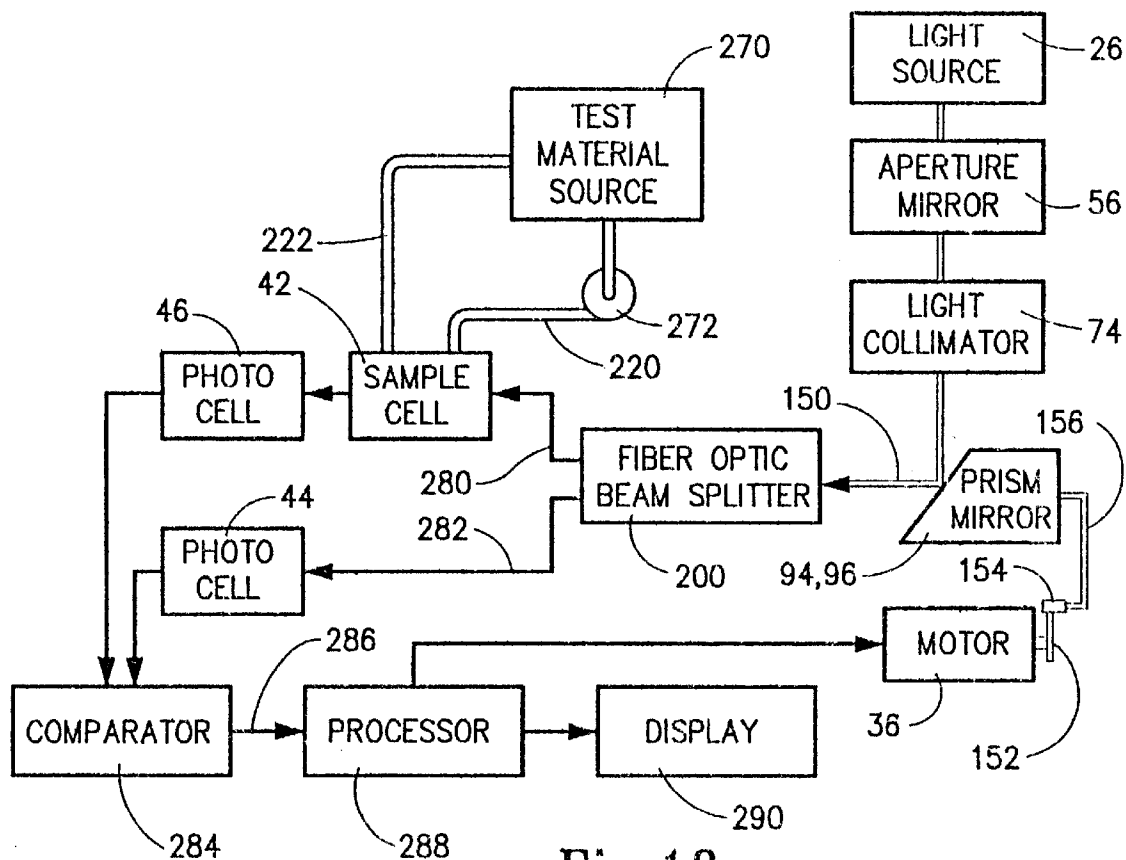 LIGHT
SOURCE
26
270
TEST
MATERIAL
SOURCE
APERTURE
MIRROR
56
222
42
46
272
LIGHT
COLLIMATOR
74
PHOTO
CELL
SAMPLE
CELL
220
150
156
280
FIBER OPTIC
BEAM SPLITTER
PRISM
MIRROR
44
282
200
94,96
154
PHOTO
CELL
286
MOTOR
COMPARATOR
PROCESSOR
DISPLAY
36
152
284
288
290